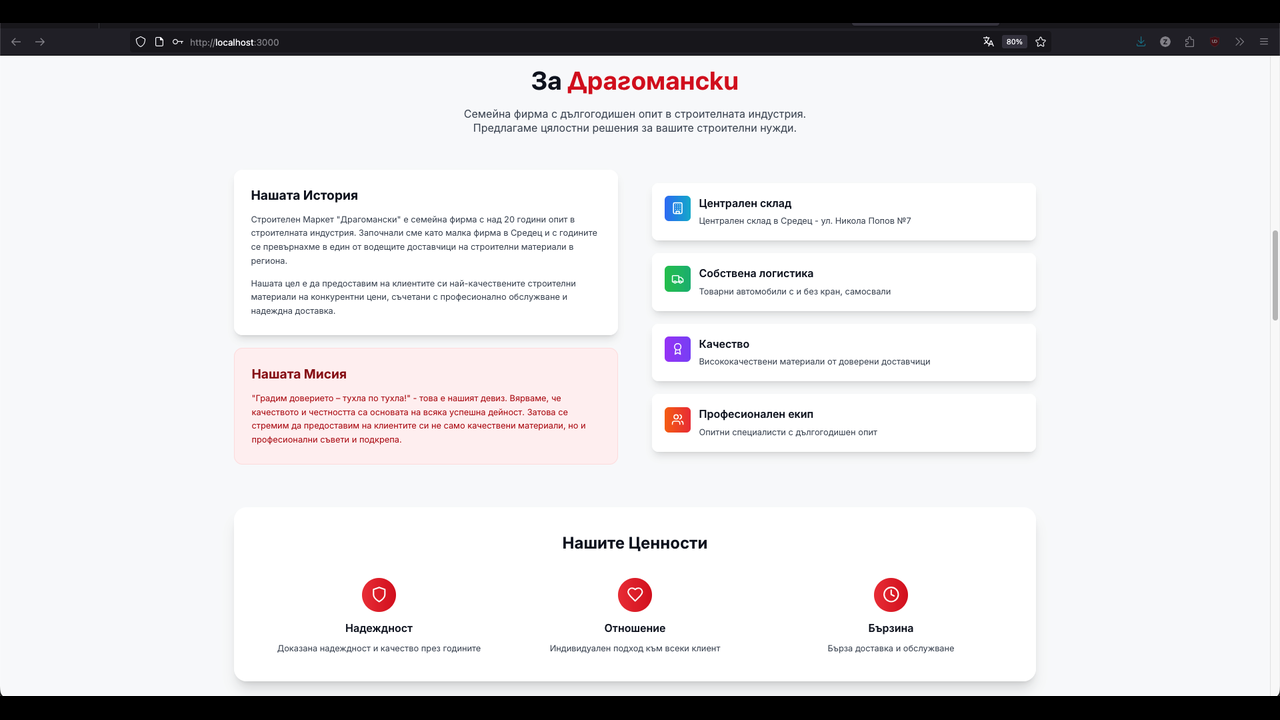 http://localhost:3000
80%
За Драгомански
Семейна фирма с дългогодишен опит в строителната индустрия.
Предлагаме цялостни решения за вашите строителни нужди.
Нашата История
Строителен Маркет "Драгомански" е семейна фирма с над 20 години опит в
строителната индустрия. Започнали сме като малка фирма в Средец и с годините
се превърнахме в един от водещите доставчици на строителни материали в
региона.
Нашата цел е да предоставим на клиентите си най-качествените строителни
материали на конкурентни цени, съчетани с професионално обслужване и
надеждна доставка.
Нашата Мисия
"Градим доверието – тухла по тухла!" - това е нашият девиз. Вярваме, че
качеството и честността са основата на всяка успешна дейност. Затова се
стремим да предоставим на клиентите си не само качествени материали, но и
професионални съвети и подкрепа.
Централен склад
Централен склад в Средец - ул. Никола Попов №7
Собствена логистика
Товарни автомобили с и без кран, самосвали
Качество
Висококачествени материали от доверени доставчици
Професионален екип
Опитни специалисти с дългогодишен опит
Нашите Ценности
Надеждност
Доказана надеждност и качество през годините
Отношение
Индивидуален подход към всеки клиент
Бързина
Бърза доставка и обслужване